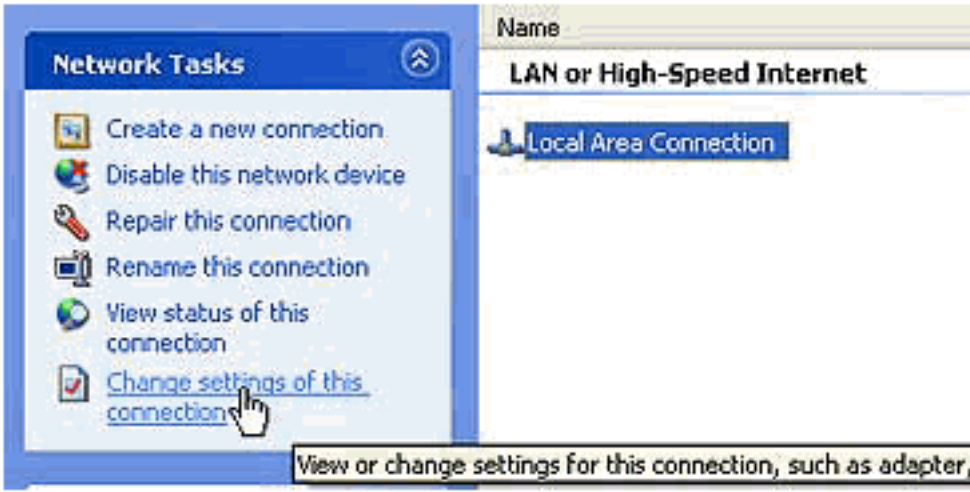 Network Tasks
Create a new connection
Disable this network device
Repair this connection
Rename this connection
View status of this
connection
Change settings of this
connection
Name
LAN or High-Speed Internet
Local Area Connection
View or change settings for this connection, such as adapter,